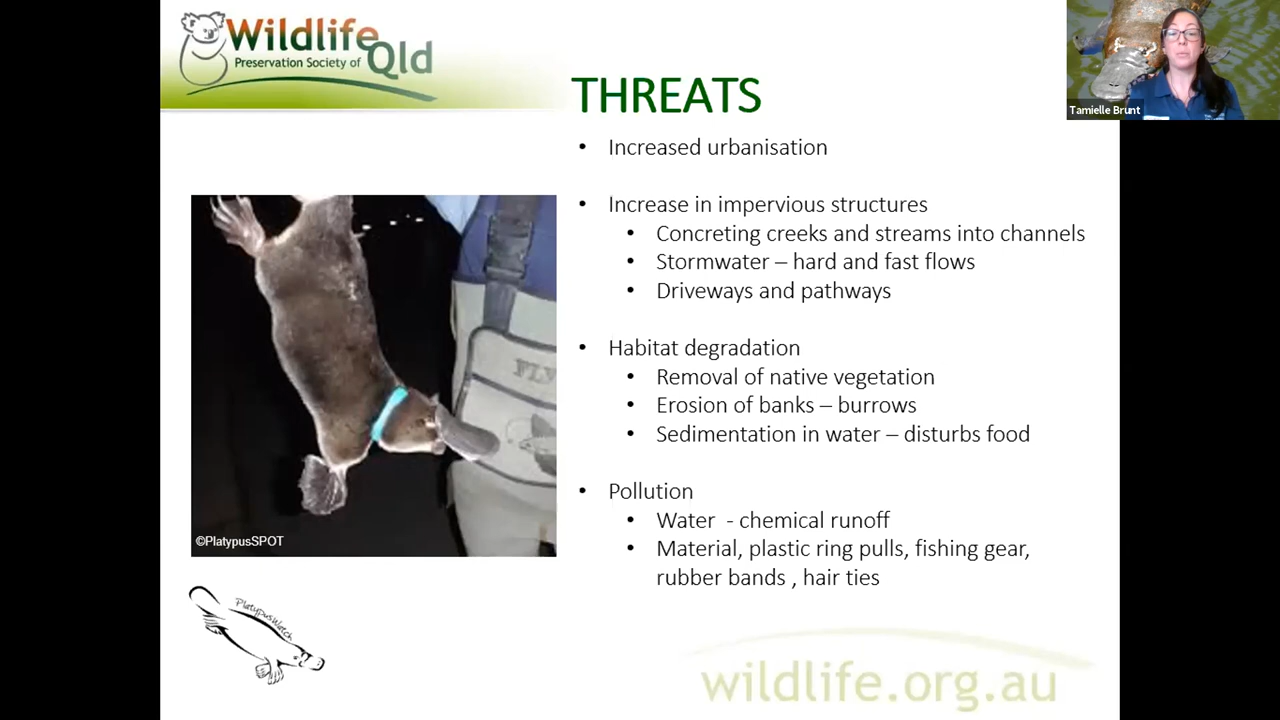 Wildlife
Preservation Society of Qld
Tamielle Brunt
THREATS
• Increased urbanisation
• Increase in impervious structures
• Concreting creeks and streams into channels
• Stormwater – hard and fast flows
• Driveways and pathways
• Habitat degradation
• Removal of native vegetation
• Erosion of banks – burrows
• Sedimentation in water – disturbs food
• Pollution
• Water - chemical runoff
• Material, plastic ring pulls, fishing gear,
rubber bands , hair ties
FLY
©PlatypusSPOT
PlatypusWatch
wildlife.org.au